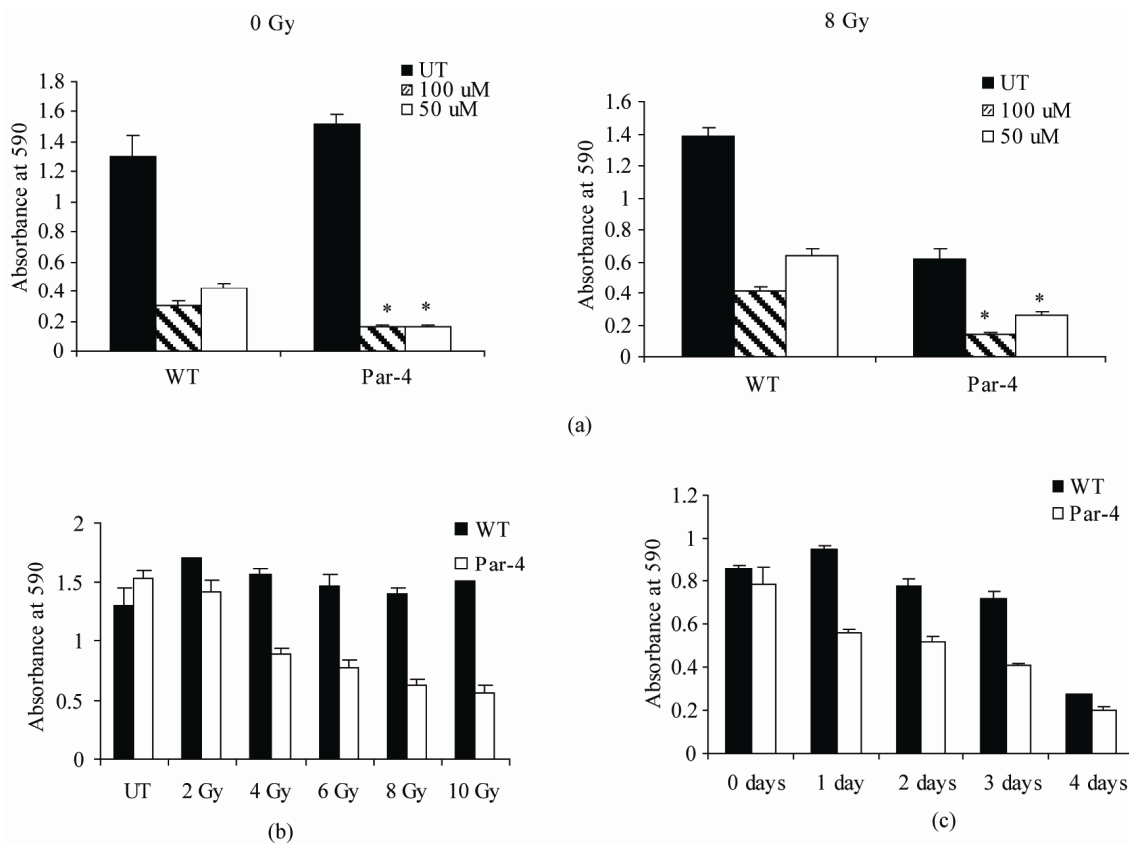 0 Gy
UT
100 uM
50 uM
Absorbance at 590
1.8
1.6
1.4
1.2
1
0.8
0.6
0.4
0.2
0
* *
WT Par-4
8 Gy
UT
100 uM
50 uM
Absorbance at 590
1.6
1.4
1.2
1
0.8
0.6
0.4
0.2
0
* *
WT Par-4
(a)
WT
Par-4
Absorbance at 590
2
1.5
1
0.5
0
UT 2 Gy 4 Gy 6 Gy 8 Gy 10 Gy
(b)
WT
Par-4
Absorbance at 590
1.2
1
0.8
0.6
0.4
0.2
0
0 days 1 day 2 days 3 days 4 days
(c)